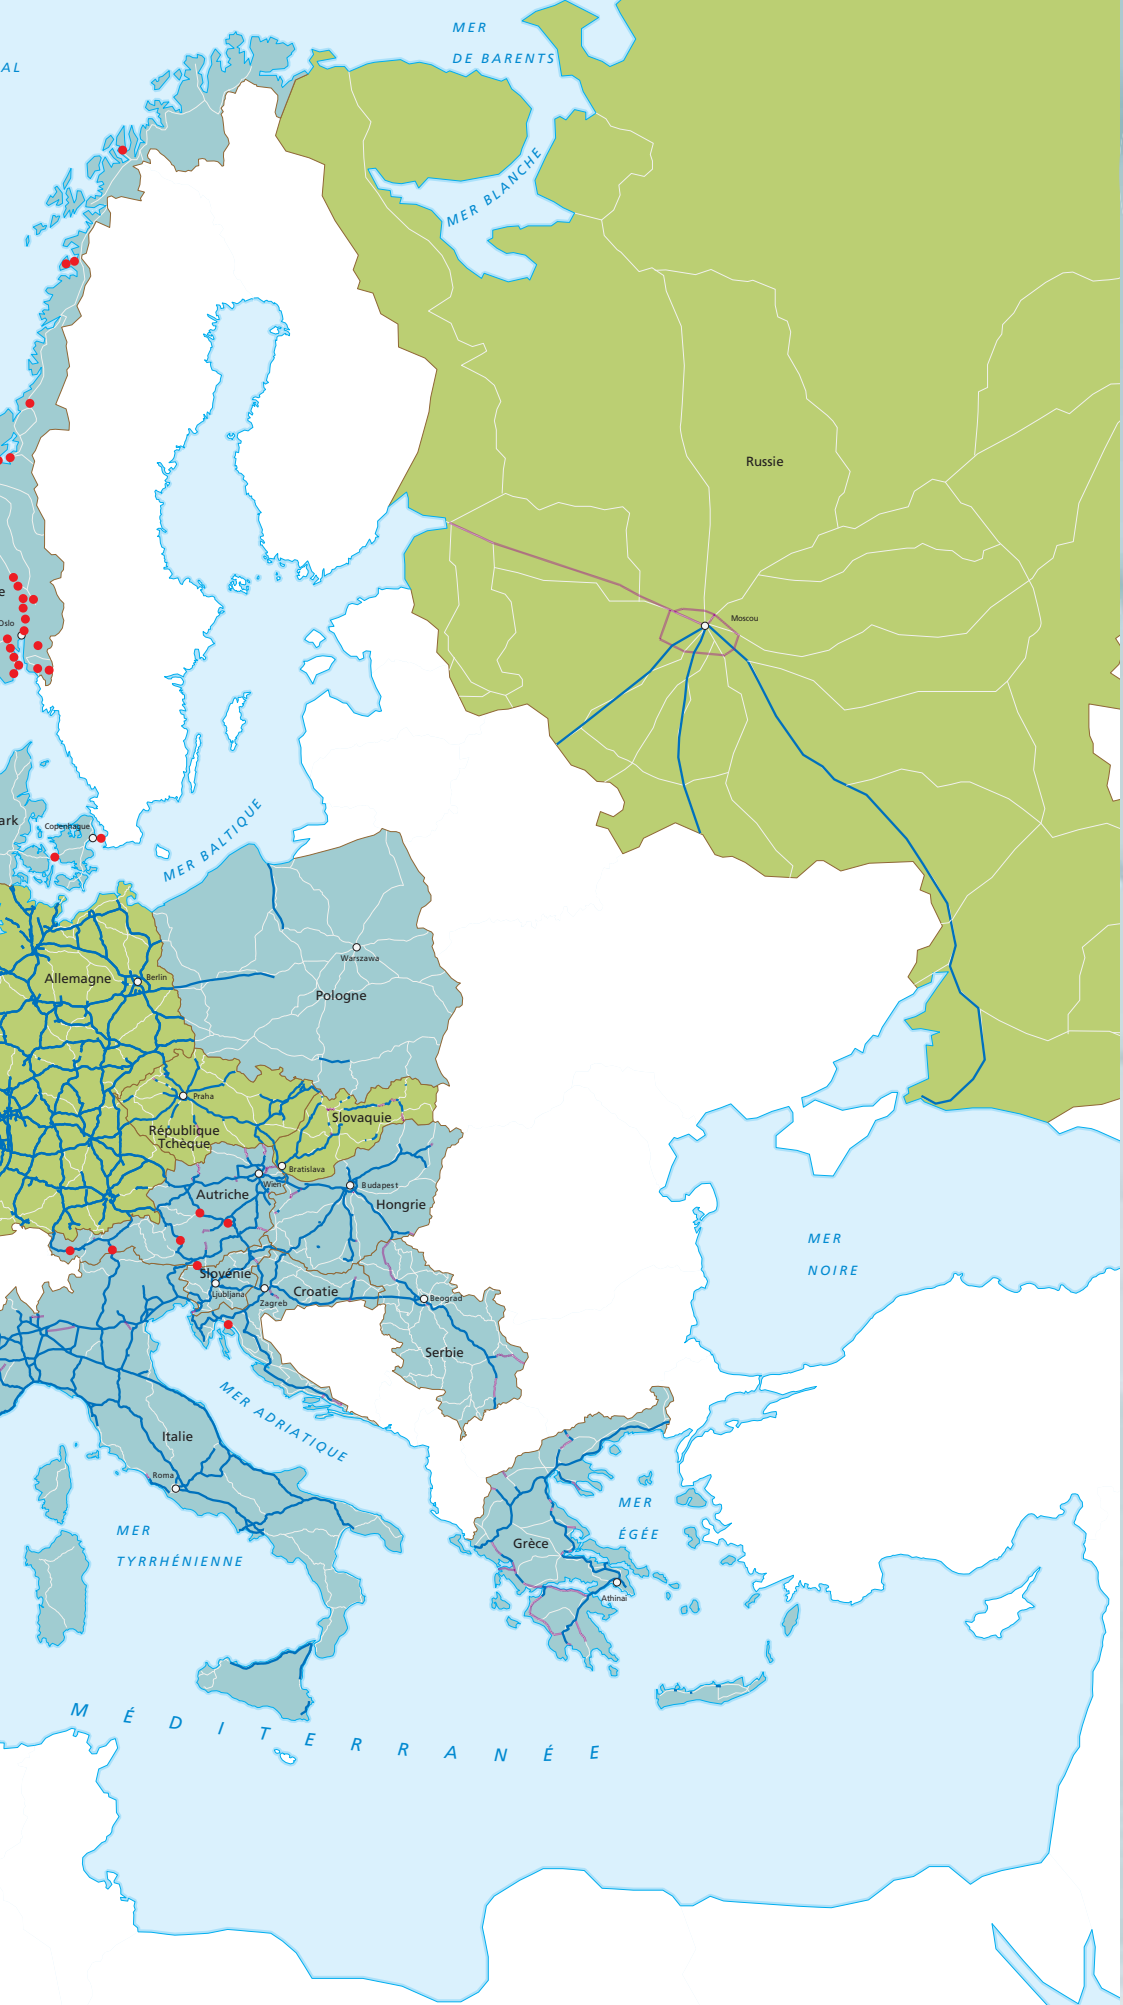 MER
DE BARENTS
AL
MER BLANCHE
Russie
e
Oslo
Moscou
MER BALTIQUE
ark
Copenhague
Warszawa
Allemagne
Berlin
Pologne
Praha
Slovaquie
République
Tchèque
Bratislava
Wien
Budapest
Autriche
Hongrie
MER
NOIRE
Slovénie
Ljubljana
Croatie
Zagreb
Beograd
Serbie
MER ADRIATIQUE
Italie
Roma
MER
ÉGÉE
MER
TYRRHÉNIENNE
Grèce
Athinai
MÉDITERRANÉE